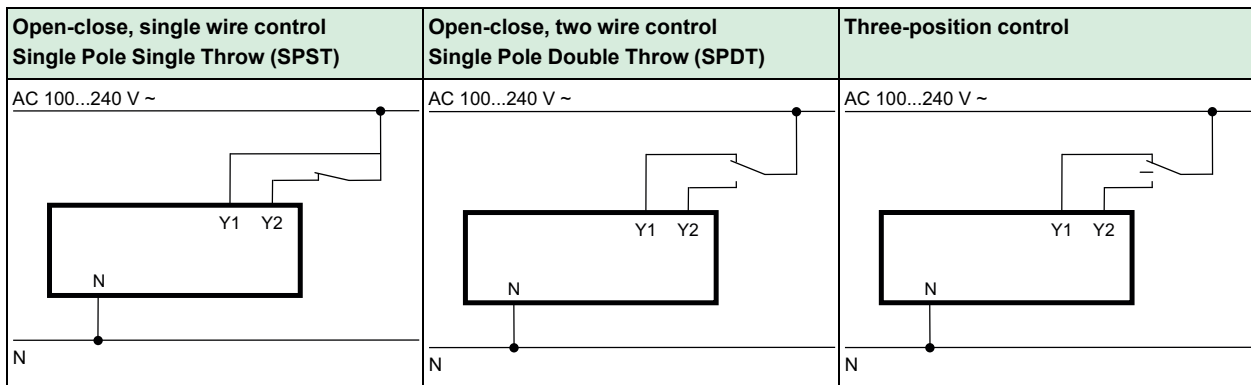 Open-close, single wire control
Single Pole Single Throw (SPST)
Open-close, two wire control
Single Pole Double Throw (SPDT)
Three-position control
AC 100...240 V ~
Y1 Y2
N
N
AC 100...240 V ~
Y1 Y2
N
N
AC 100...240 V ~
Y1 Y2
N
N